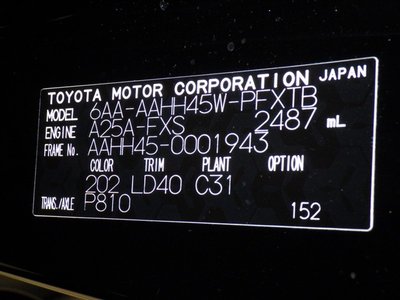 TOYOTA MOTOR CORPORATION JAPAN
MODEL 6AA-AAHH45W-PFXTB
ENGINE A25A-FXS 2487 mL
FRAME No. AAHH45-0001943
COLOR TRIM PLANT OPTION
202 LD40 C31
TRANS./AXLE P810
152